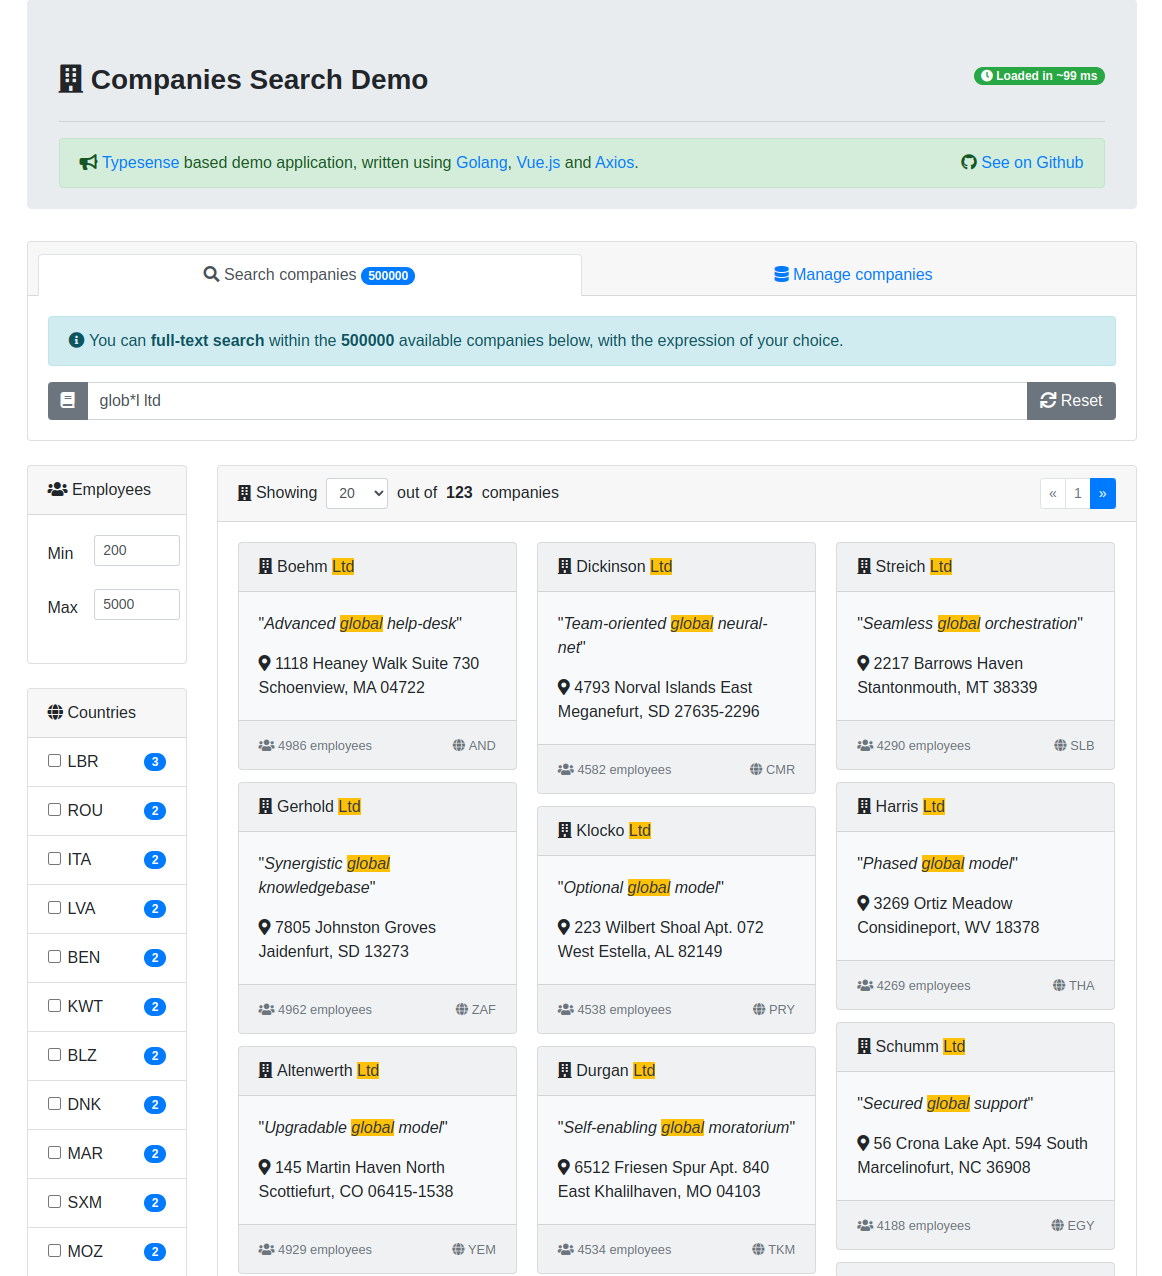 Companies Search Demo
Loaded in ~99 ms
Typesense based demo application, written using Golang, Vue.js and Axios.
See on Github
Search companies 500000
Manage companies
You can full-text search within the 500000 available companies below, with the expression of your choice.
glob*l ltd
Reset
Employees
Min 200
Max 5000
Countries
LBR 3
ROU 2
ITA 2
LVA 2
BEN 2
KWT 2
BLZ 2
DNK 2
MAR 2
SXM 2
MOZ 2
Showing 20 out of 123 companies
« 1 »
Boehm Ltd
"Advanced global help-desk"
1118 Heaney Walk Suite 730
Schoenview, MA 04722
4986 employees
AND
Gerhold Ltd
"Synergistic global
knowledgebase"
7805 Johnston Groves
Jaidenfurt, SD 13273
4962 employees
ZAF
Altenwerth Ltd
"Upgradable global model"
145 Martin Haven North
Scottiefurt, CO 06415-1538
4929 employees
YEM
Dickinson Ltd
"Team-oriented global neural-
net"
4793 Norval Islands East
Meganefurt, SD 27635-2296
4582 employees
CMR
Klocko Ltd
"Optional global model"
223 Wilbert Shoal Apt. 072
West Estella, AL 82149
4538 employees
PRY
Durgan Ltd
"Self-enabling global moratorium"
6512 Friesen Spur Apt. 840
East Khalilhaven, MO 04103
4534 employees
TKM
Streich Ltd
"Seamless global orchestration"
2217 Barrows Haven
Stantonmouth, MT 38339
4290 employees
SLB
Harris Ltd
"Phased global model"
3269 Ortiz Meadow
Considineport, WV 18378
4269 employees
THA
Schumm Ltd
"Secured global support"
56 Crona Lake Apt. 594 South
Marcelinofurt, NC 36908
4188 employees
EGY